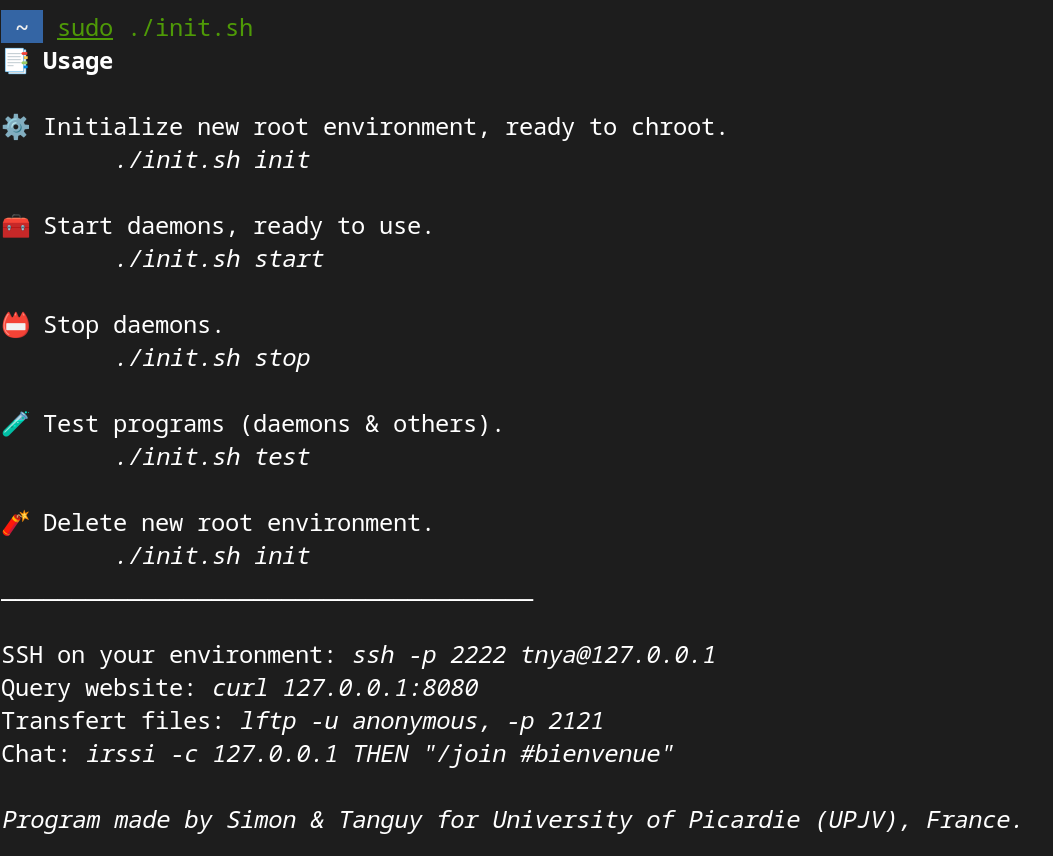 ~ sudo ./init.sh
📑 Usage
⚙️ Initialize new root environment, ready to chroot.
./init.sh init
🧰 Start daemons, ready to use.
./init.sh start
📛 Stop daemons.
./init.sh stop
🧪 Test programs (daemons & others).
./init.sh test
🧨 Delete new root environment.
./init.sh init
SSH on your environment: ssh -p 2222 tnya@127.0.0.1
Query website: curl 127.0.0.1:8080
Transfert files: lftp -u anonymous, -p 2121
Chat: irssi -c 127.0.0.1 THEN "/join #bienvenue"
Program made by Simon & Tanguy for University of Picardie (UPJV), France.